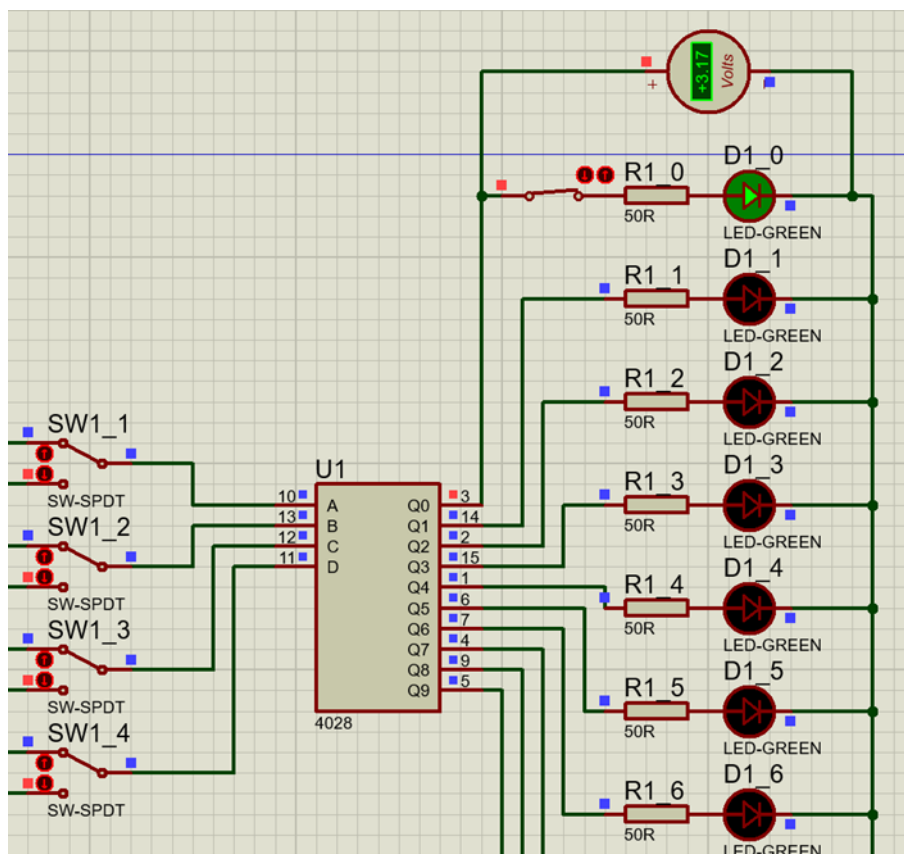 +3.17
Volts
+
D1_0
R1_0
50R
LED-GREEN
D1_1
R1_1
50R
LED-GREEN
D1_2
R1_2
50R
LED-GREEN
SW1_1
SW-SPDT
D1_3
R1_3
50R
LED-GREEN
U1
10 A
13 B
12 C
11 D
Q0 3
Q1 14
Q2 2
Q3 15
Q4 1
Q5 6
Q6 7
Q7 4
Q8 9
Q9 5
4028
SW1_2
SW-SPDT
SW1_3
SW-SPDT
SW1_4
SW-SPDT
D1_4
R1_4
50R
LED-GREEN
D1_5
R1_5
50R
LED-GREEN
D1_6
R1_6
50R
LED-GREEN